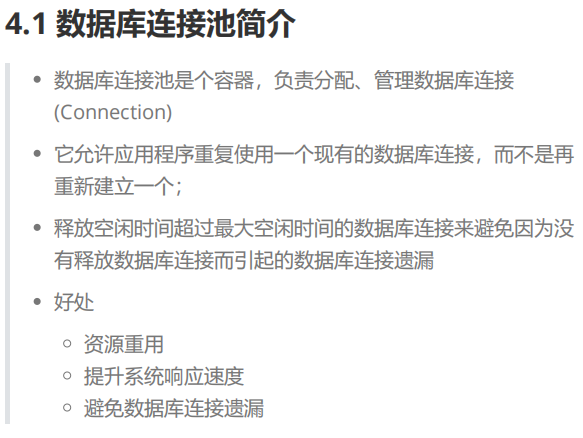 4.1 数据库连接池简介
数据库连接池是个容器，负责分配、管理数据库连接
(Connection)
它允许应用程序重复使用一个现有的数据库连接，而不是再
重新建立一个；
释放空闲时间超过最大空闲时间的数据库连接来避免因为没
有释放数据库连接而引起的数据库连接遗漏
好处
资源重用
提升系统响应速度
避免数据库连接遗漏